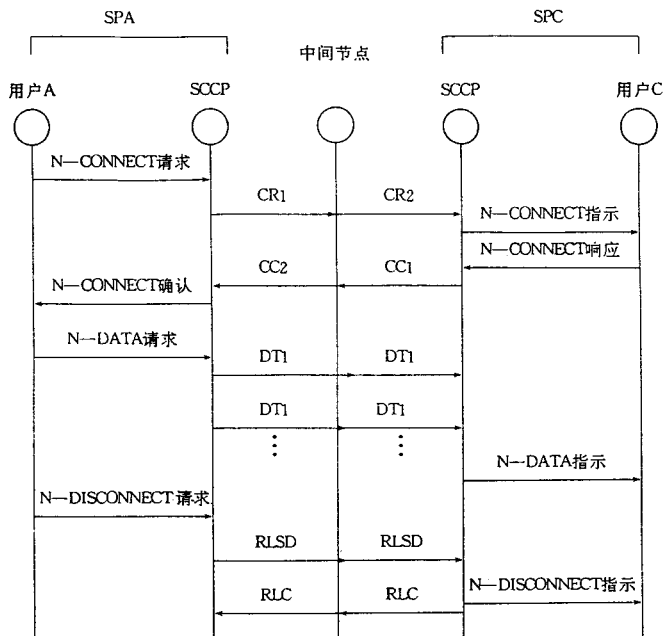 SPA
SPC
中间节点
用户A
SCCP
SCCP
用户C
N—CONNECT请求
CR1
CR2
N—CONNECT指示
N—CONNECT响应
CC2
CC1
N—CONNECT确认
N—DATA请求
DT1
DT1
DT1
DT1
N—DATA指示
N—DISCONNECT请求
RLSD
RLSD
N—DISCONNECT指示
RLC
RLC